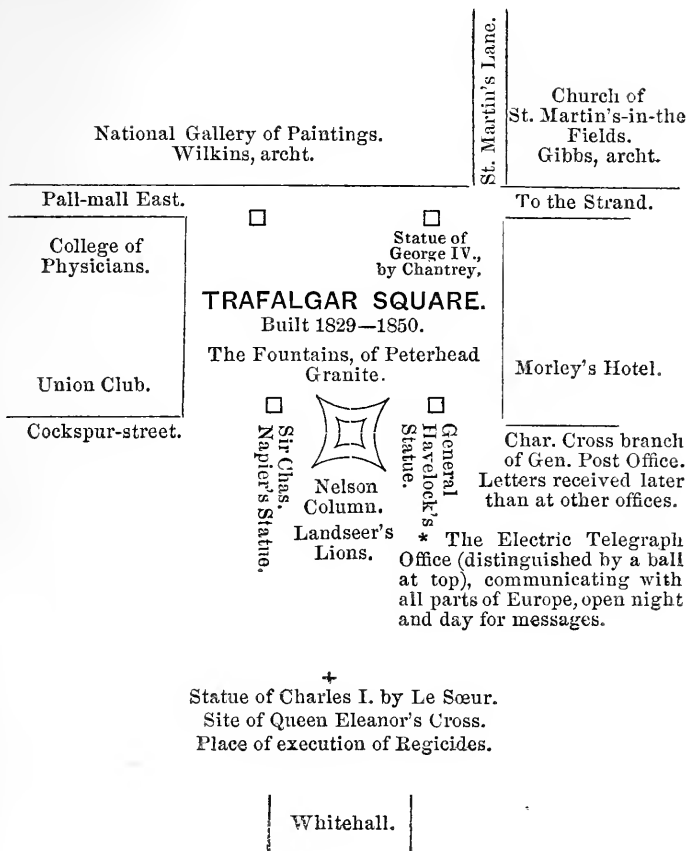 St. Martin's Lane.
Church of
St. Martin's-in-the
Fields.
Gibbs, archt.
National Gallery of Paintings.
Wilkins, archt.
Pall-mall East.
To the Strand.
College of
Physicians.
Statue of
George IV.,
by Chantrey,
TRAFALGAR SQUARE.
Built 1829—1850.
The Fountains, of Peterhead
Granite.
Union Club.
Morley's Hotel.
Cockspur-street.
Sir Chas.
Napier's Statue.
Nelson
Column.
Landseer's
Lions.
General
Havelock's
Statue.
Char. Cross branch
of Gen. Post Office.
Letters received later
than at other offices.
* The Electric Telegraph
Office (distinguished by a ball
at top), communicating with
all parts of Europe, open night
and day for messages.
Statue of Charles I. by Le Sœur.
Site of Queen Eleanor's Cross.
Place of execution of Regicides.
Whitehall.